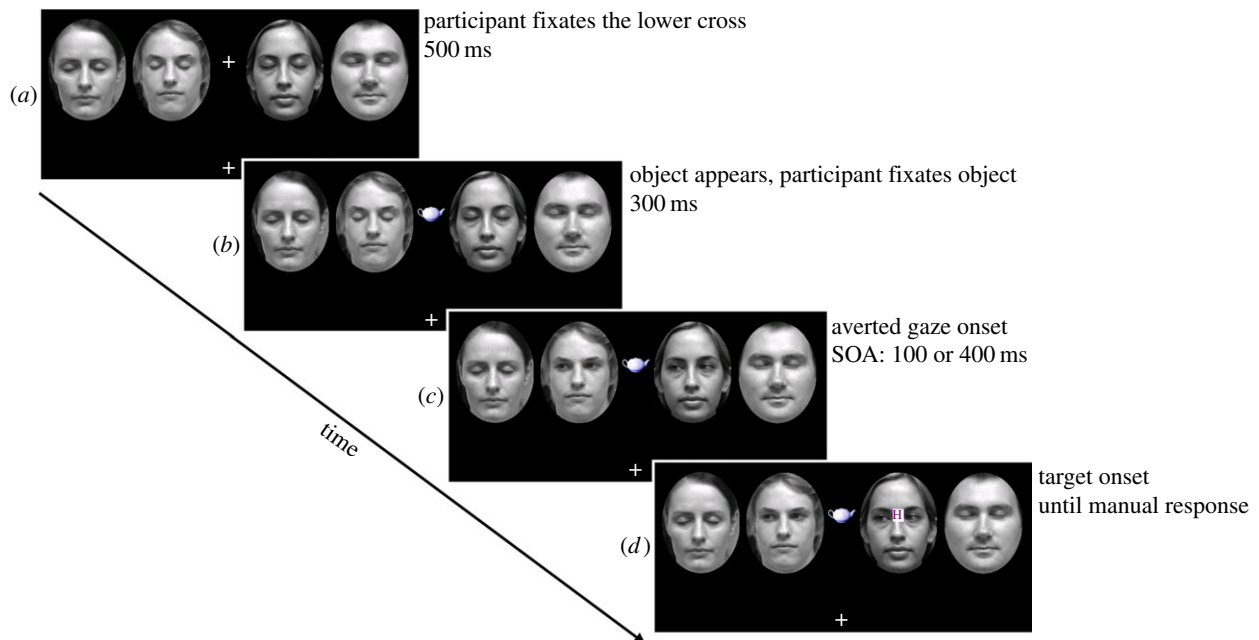 participant fixates the lower cross
500 ms
(a)
object appears, participant fixates object
300 ms
(b)
averted gaze onset
SOA: 100 or 400 ms
(c)
time
target onset
until manual response
H
(d)